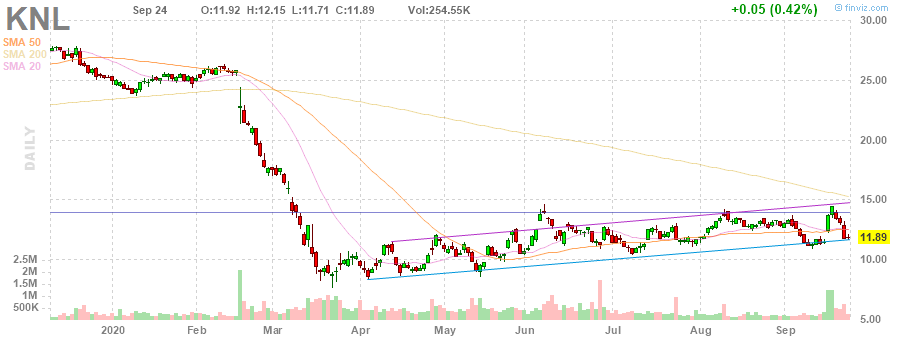 KNL Sep 24 O:11.92 H:12.15 L:11.71 C:11.89 Vol:254.55K +0.05 (0.42%) © finviz.com
SMA 50
SMA 200
SMA 20
DAILY
30.00
25.00
20.00
15.00
11.89
10.00
5.00
2.5M
2M
1.5M
1M
500K
2020 Feb Mar Apr May Jun Jul Aug Sep